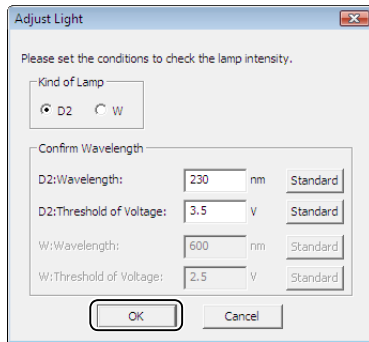 Adjust Light
Please set the conditions to check the lamp intensity.
Kind of Lamp
D2 W
Confirm Wavelength
D2:Wavelength: 230 nm Standard
D2:Threshold of Voltage: 3.5 V Standard
W:Wavelength: 600 nm Standard
W:Threshold of Voltage: 2.5 V Standard
OK Cancel